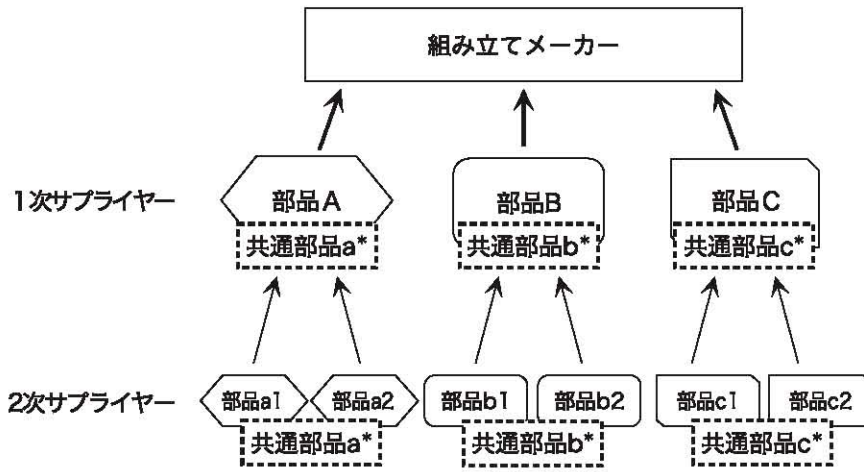 組み立てメーカー
1次サプライヤー
部品A
部品B
部品C
共通部品a*
共通部品b*
共通部品c*
2次サプライヤー
部品a1
部品a2
部品b1
部品b2
部品c1
部品c2
共通部品a*
共通部品b*
共通部品c*